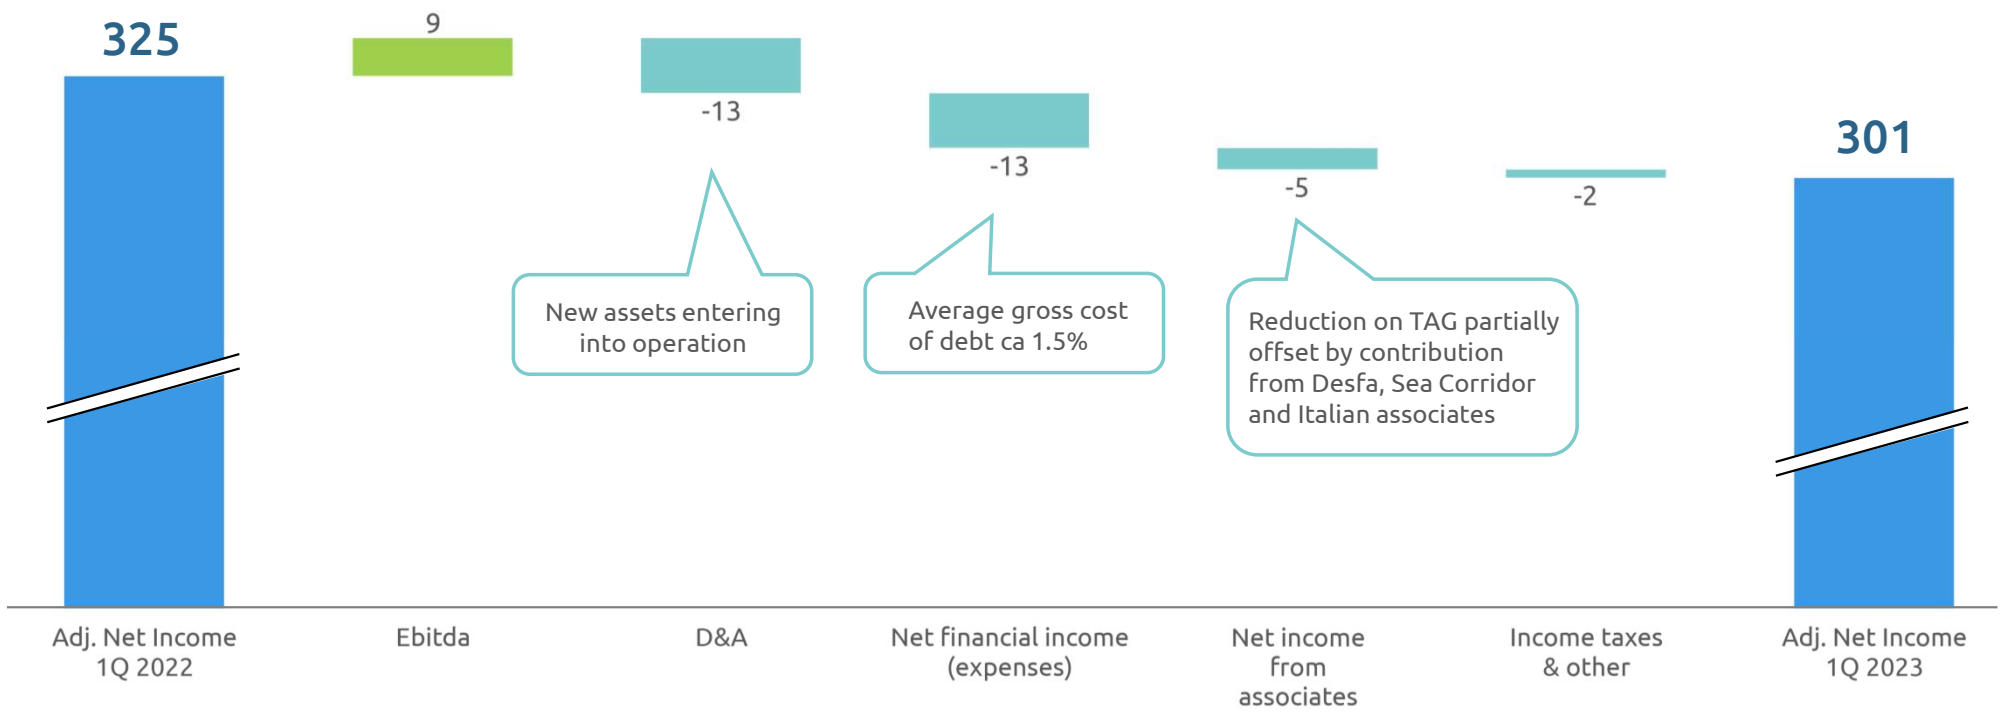 325
9
-13
-13
-5
-2
301
New assets entering
into operation
Average gross cost
of debt ca 1.5%
Reduction on TAG partially
offset by contribution
from Desfa, Sea Corridor
and Italian associates
Adj. Net Income
1Q 2022
Ebitda
D&A
Net financial income
(expenses)
Net income
from
associates
Income taxes
& other
Adj. Net Income
1Q 2023